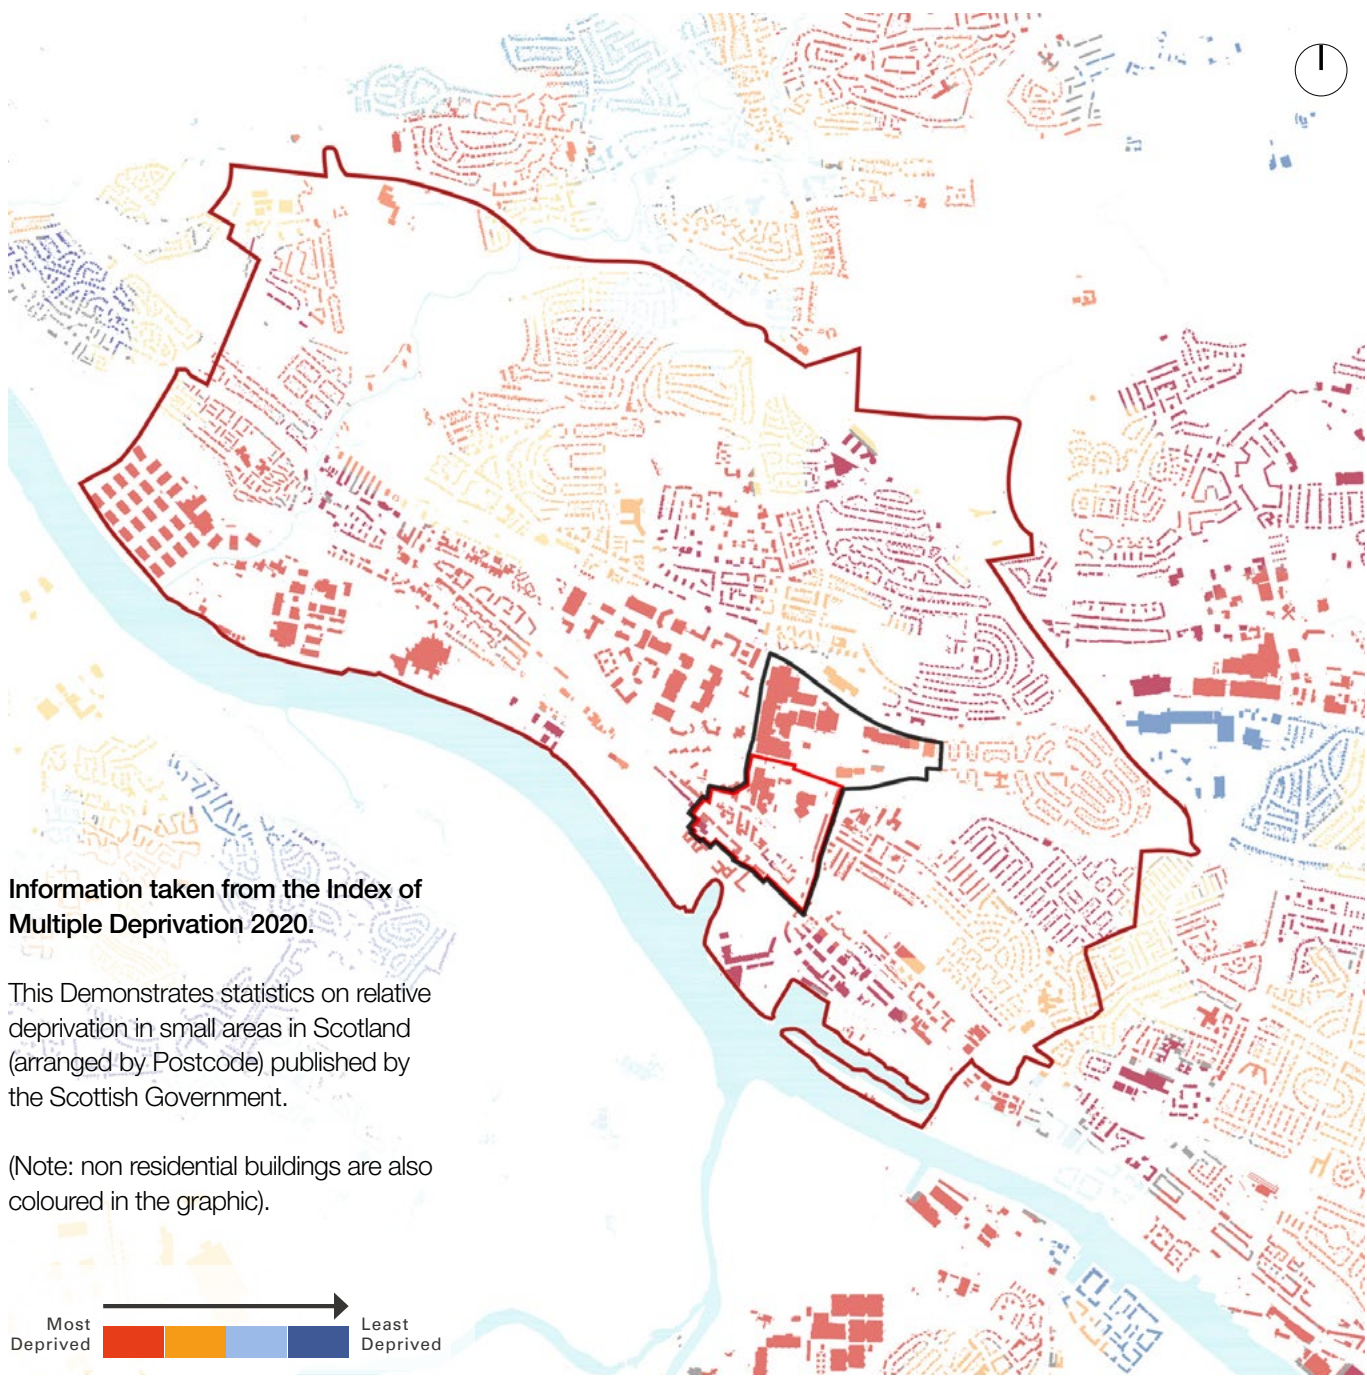 Information taken from the Index of
Multiple Deprivation 2020.
This Demonstrates statistics on relative
deprivation in small areas in Scotland
(arranged by Postcode) published by
the Scottish Government.
(Note: non residential buildings are also
coloured in the graphic).
Most
Deprived
Least
Deprived